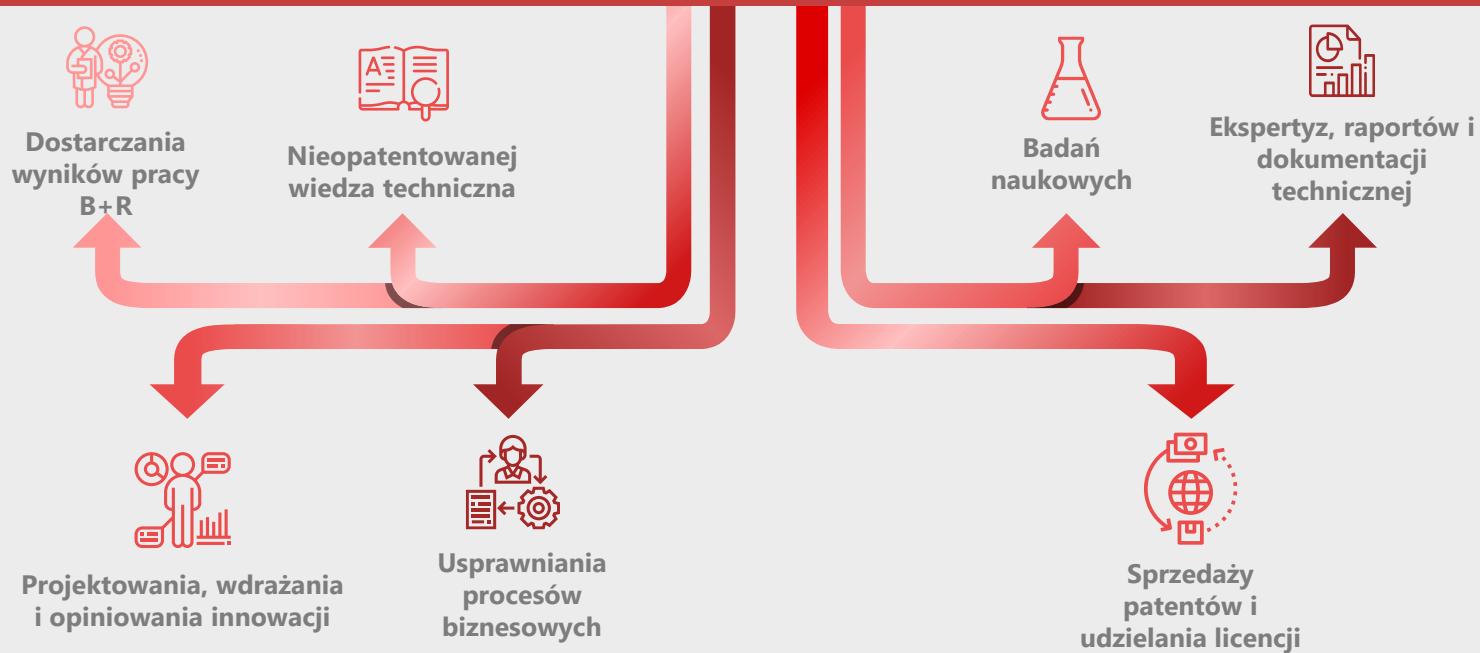 Dostarczania
wyników pracy
B+R
Nieopatentowanej
wiedza techniczna
Badań
naukowych
Ekspertyz, raportów i
dokumentacji
technicznej
Projektowania, wdrażania
i opiniowania innowacji
Usprawniania
procesów
biznesowych
Sprzedaży
patentów i
udzielania licencji